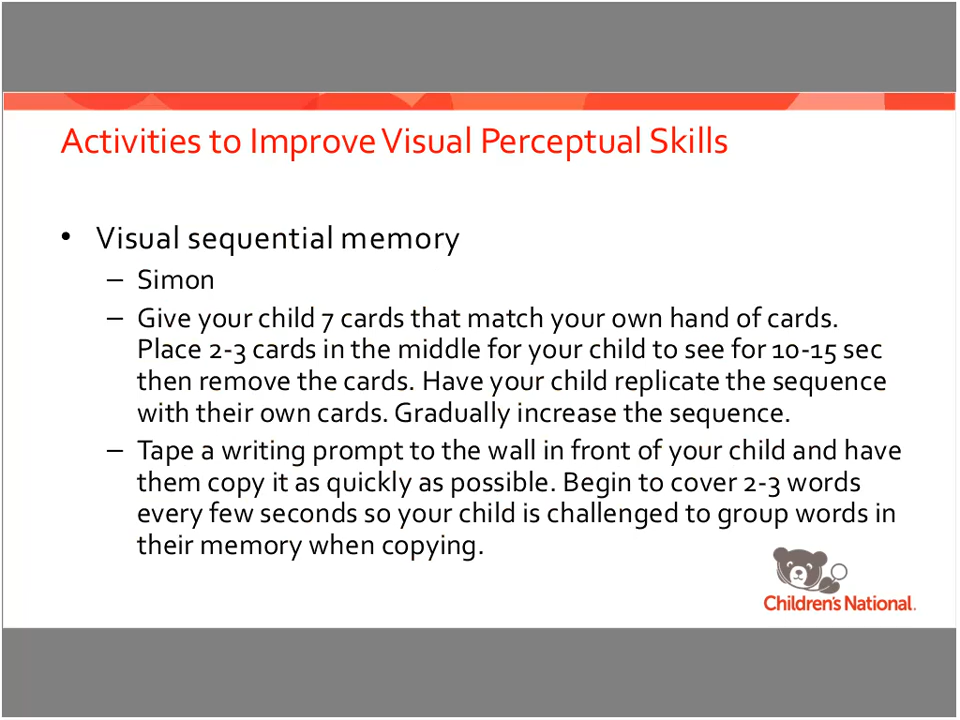 Activities to Improve Visual Perceptual Skills
• Visual sequential memory
– Simon
– Give your child 7 cards that match your own hand of cards.
Place 2-3 cards in the middle for your child to see for 10-15 sec
then remove the cards. Have your child replicate the sequence
with their own cards. Gradually increase the sequence.
– Tape a writing prompt to the wall in front of your child and have
them copy it as quickly as possible. Begin to cover 2-3 words
every few seconds so your child is challenged to group words in
their memory when copying.
Children's National.